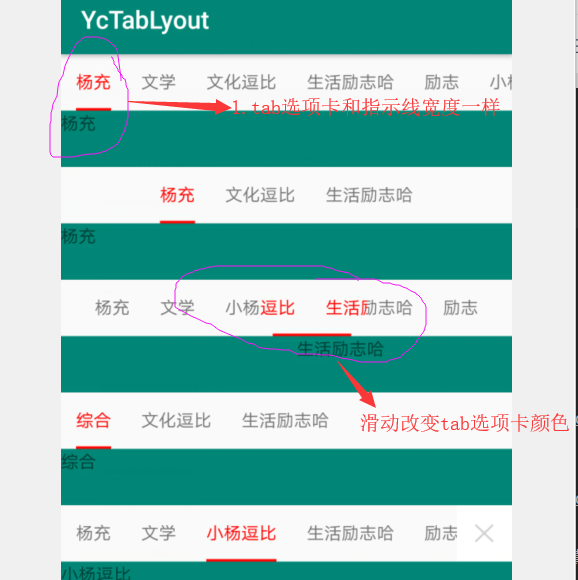 YcTabLyout
杨充 文学 文化逗比 生活励志哈 励志 小杨
1.tab选项卡和指示线宽度一样
杨充
杨充 文化逗比 生活励志哈
杨充
杨充 文学 小杨逗比 生活励志哈 励志
生活励志哈
综合 文化逗比 生活励志哈
滑动改变tab选项卡颜色
综合
杨充 文学 小杨逗比 生活励志哈 励志
小杨逗比